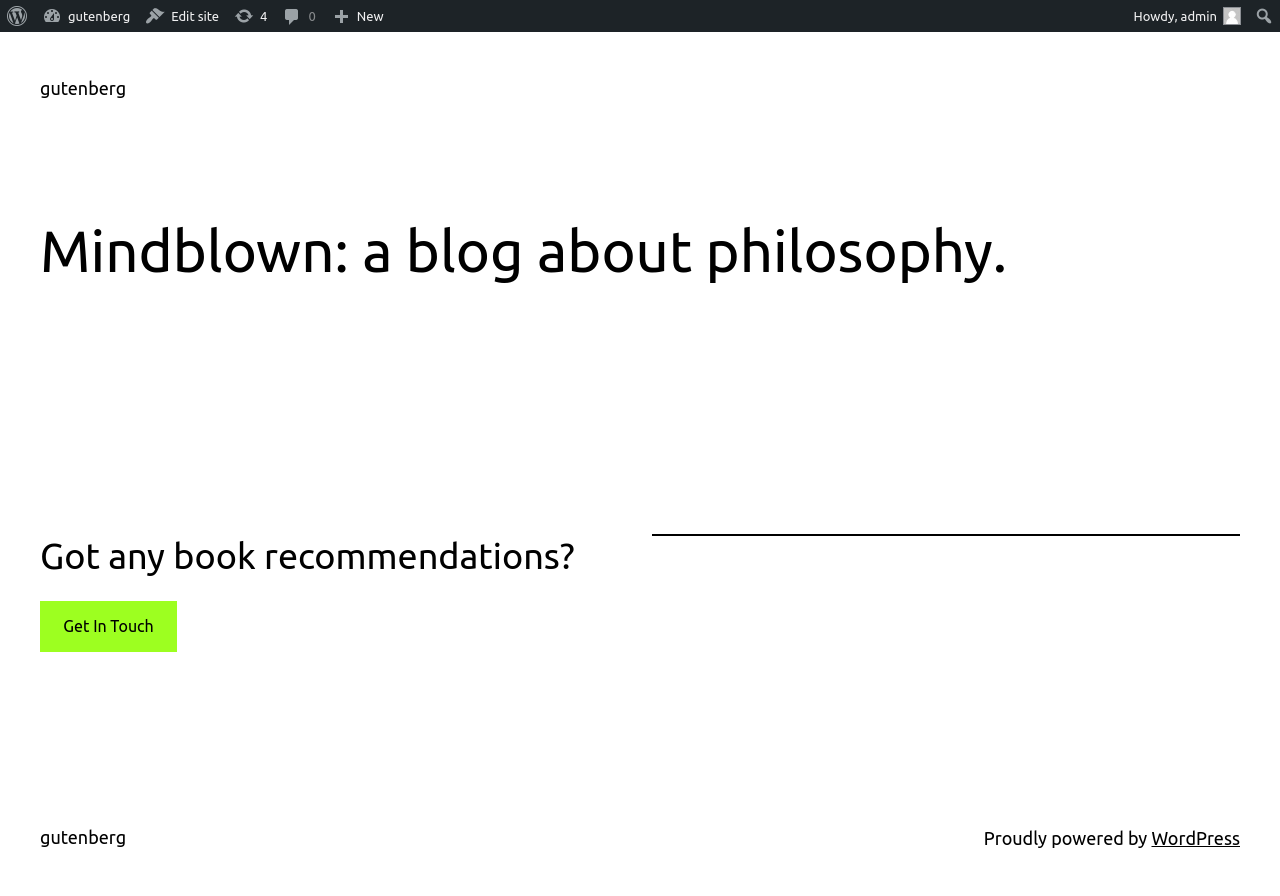 gutenberg Edit site 4 0 New Howdy, admin
gutenberg
Mindblown: a blog about philosophy.
Got any book recommendations?
Get In Touch
gutenberg Proudly powered by WordPress